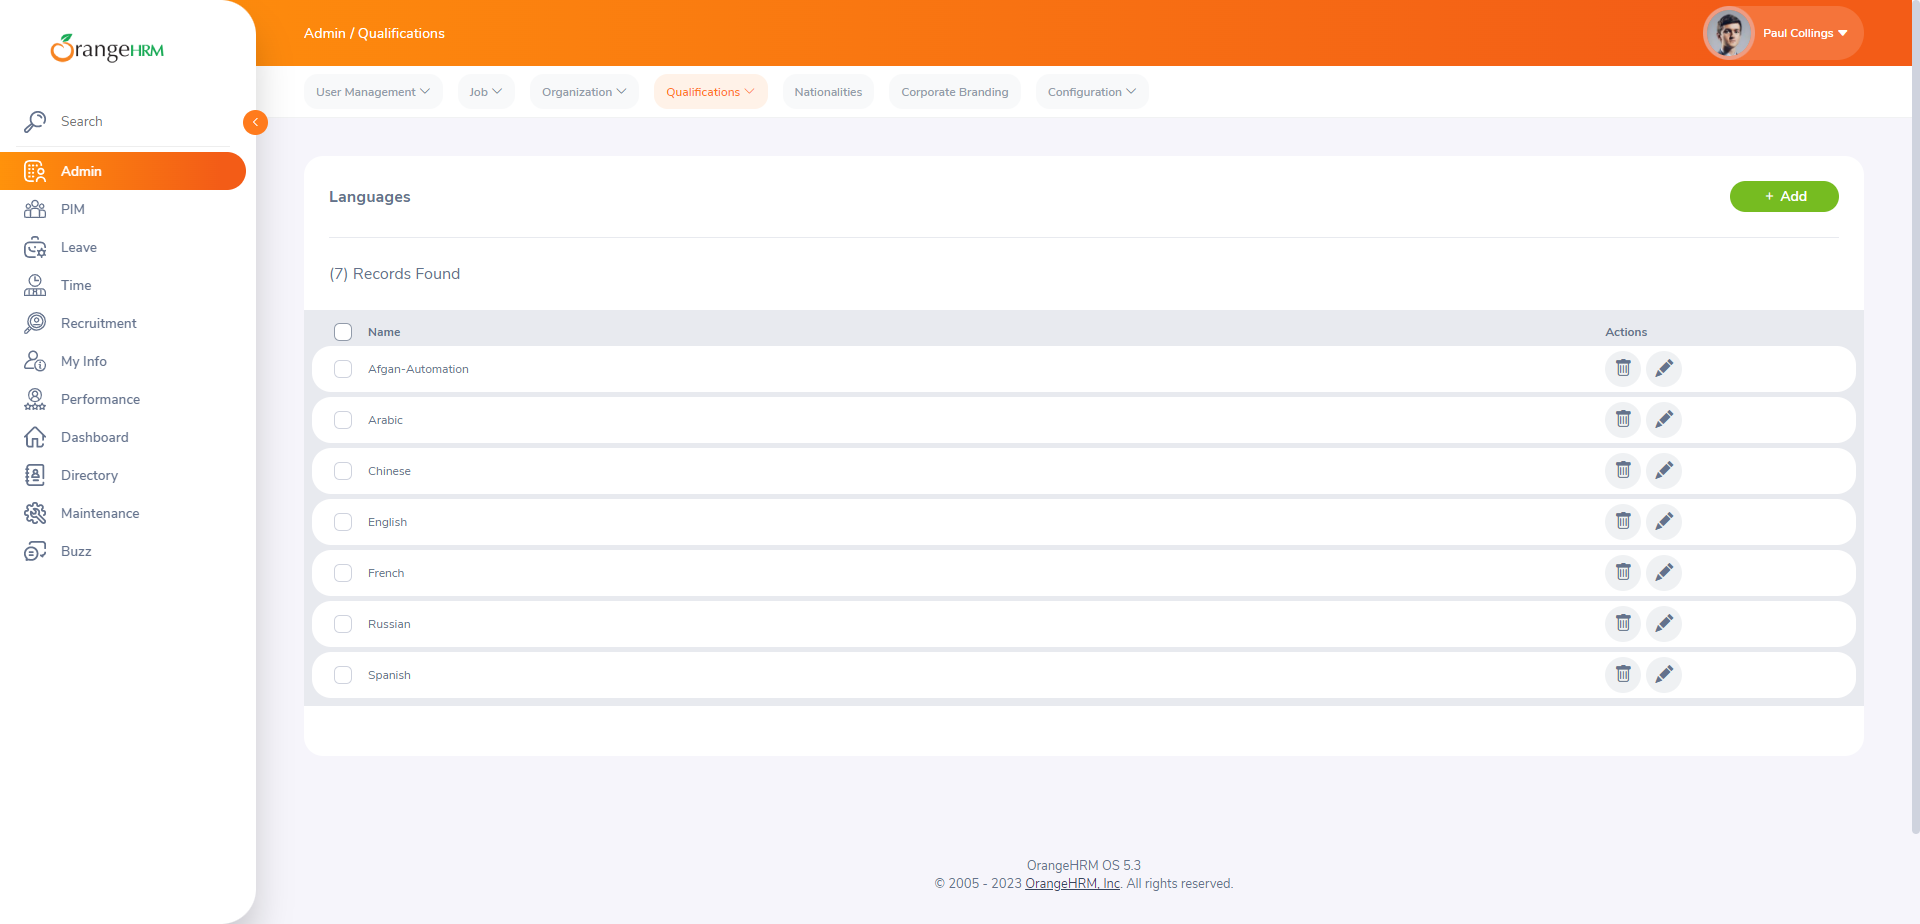 OrangeHRM
Admin / Qualifications
Paul Collings
User Management
Job
Organization
Qualifications
Nationalities
Corporate Branding
Configuration
Search
Admin
PIM
Leave
Time
Recruitment
My Info
Performance
Dashboard
Directory
Maintenance
Buzz
Languages
+ Add
(7) Records Found
Name Actions
Afgan-Automation
Arabic
Chinese
English
French
Russian
Spanish
OrangeHRM OS 5.3
© 2005 - 2023 OrangeHRM, Inc. All rights reserved.